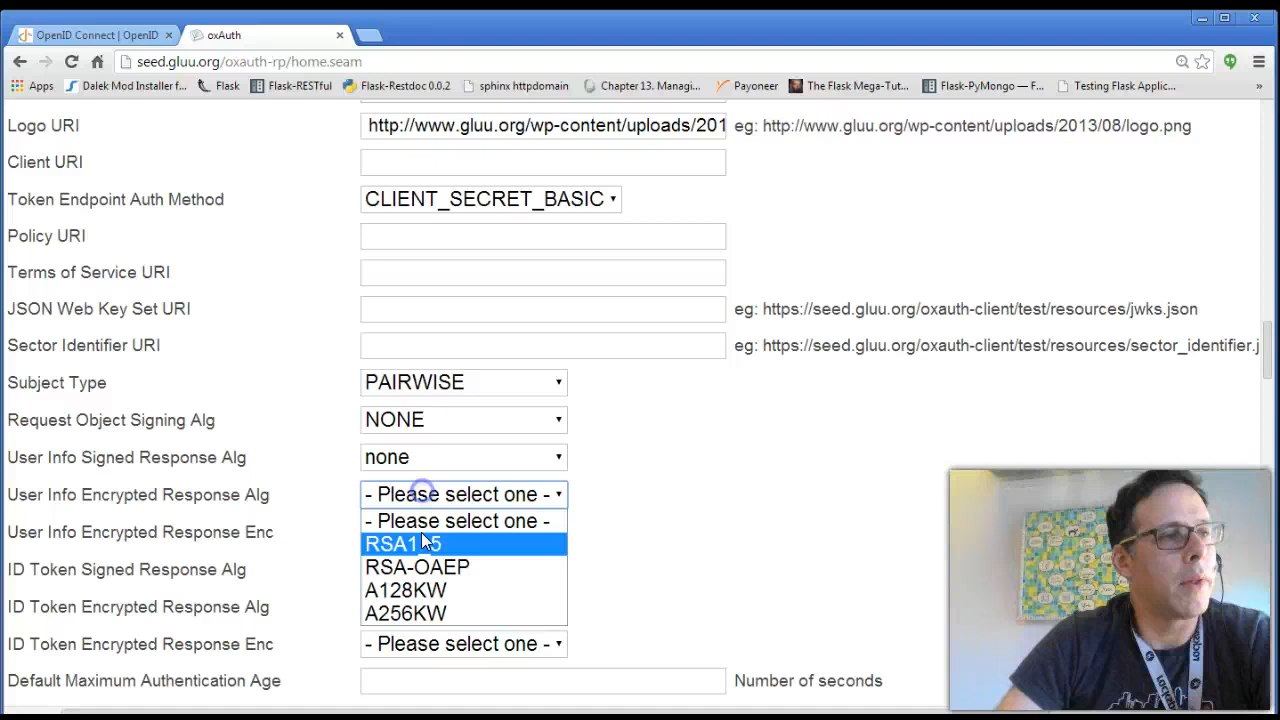 OpenID Connect | OpenID
oxAuth
seed.gluu.org/oxauth-rp/home.seam
Apps
Dalek Mod Installer f...
Flask
Flask-RESTful
Flask-Restdoc 0.0.2
sphinx httpdomain
Chapter 13. Managi...
Payoneer
The Flask Mega-Tut...
Flask-PyMongo — F...
Testing Flask Applic...
»
Logo URI
http://www.gluu.org/wp-content/uploads/201
eg: http://www.gluu.org/wp-content/uploads/2013/08/logo.png
Client URI
Token Endpoint Auth Method
CLIENT_SECRET_BASIC
Policy URI
Terms of Service URI
JSON Web Key Set URI
eg: https://seed.gluu.org/oxauth-client/test/resources/jwks.json
Sector Identifier URI
eg: https://seed.gluu.org/oxauth-client/test/resources/sector_identifier.j
Subject Type
PAIRWISE
Request Object Signing Alg
NONE
User Info Signed Response Alg
none
User Info Encrypted Response Alg
- Please select one -
- Please select one -
RSA1_5
RSA-OAEP
A128KW
A256KW
User Info Encrypted Response Enc
ID Token Signed Response Alg
ID Token Encrypted Response Alg
ID Token Encrypted Response Enc
- Please select one -
Default Maximum Authentication Age
Number of seconds